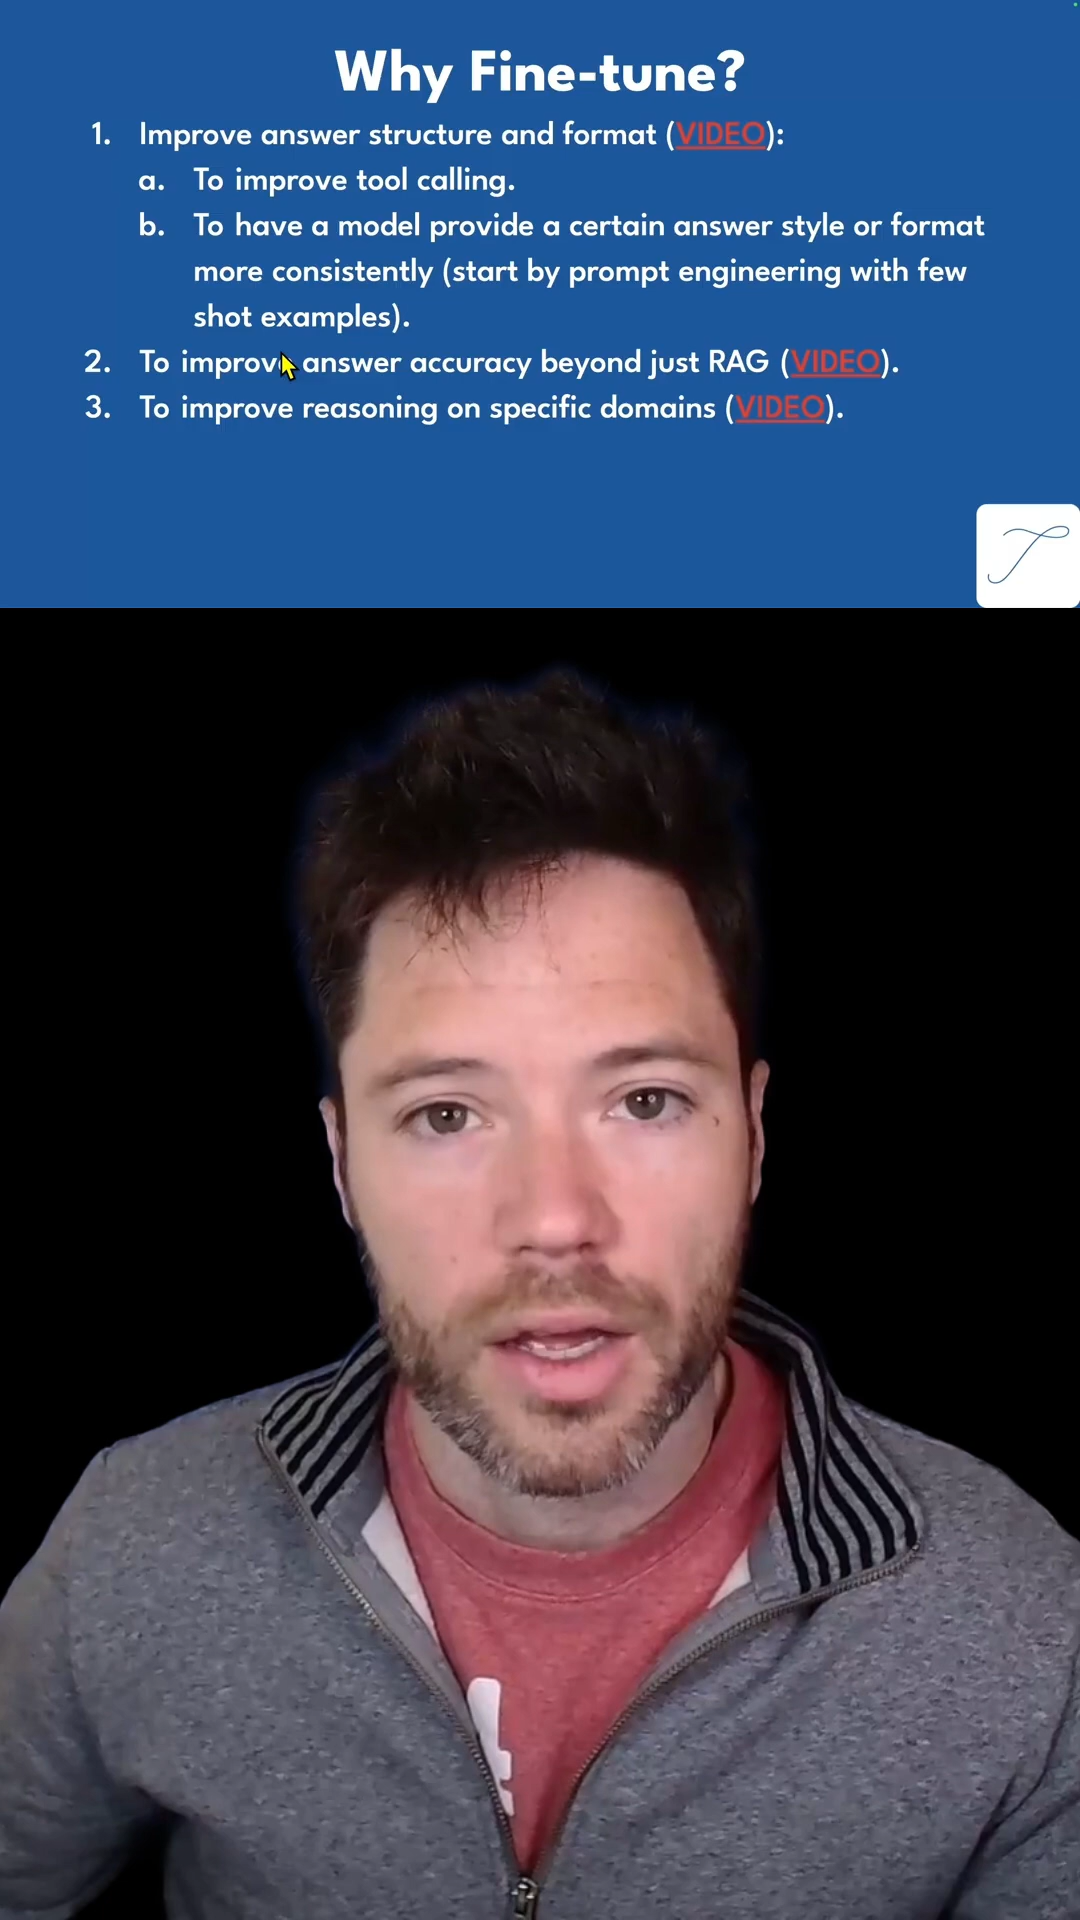 Why Fine-tune?
1. Improve answer structure and format (VIDEO):
a. To improve tool calling.
b. To have a model provide a certain answer style or format
more consistently (start by prompt engineering with few
shot examples).
2. To improve answer accuracy beyond just RAG (VIDEO).
3. To improve reasoning on specific domains (VIDEO).